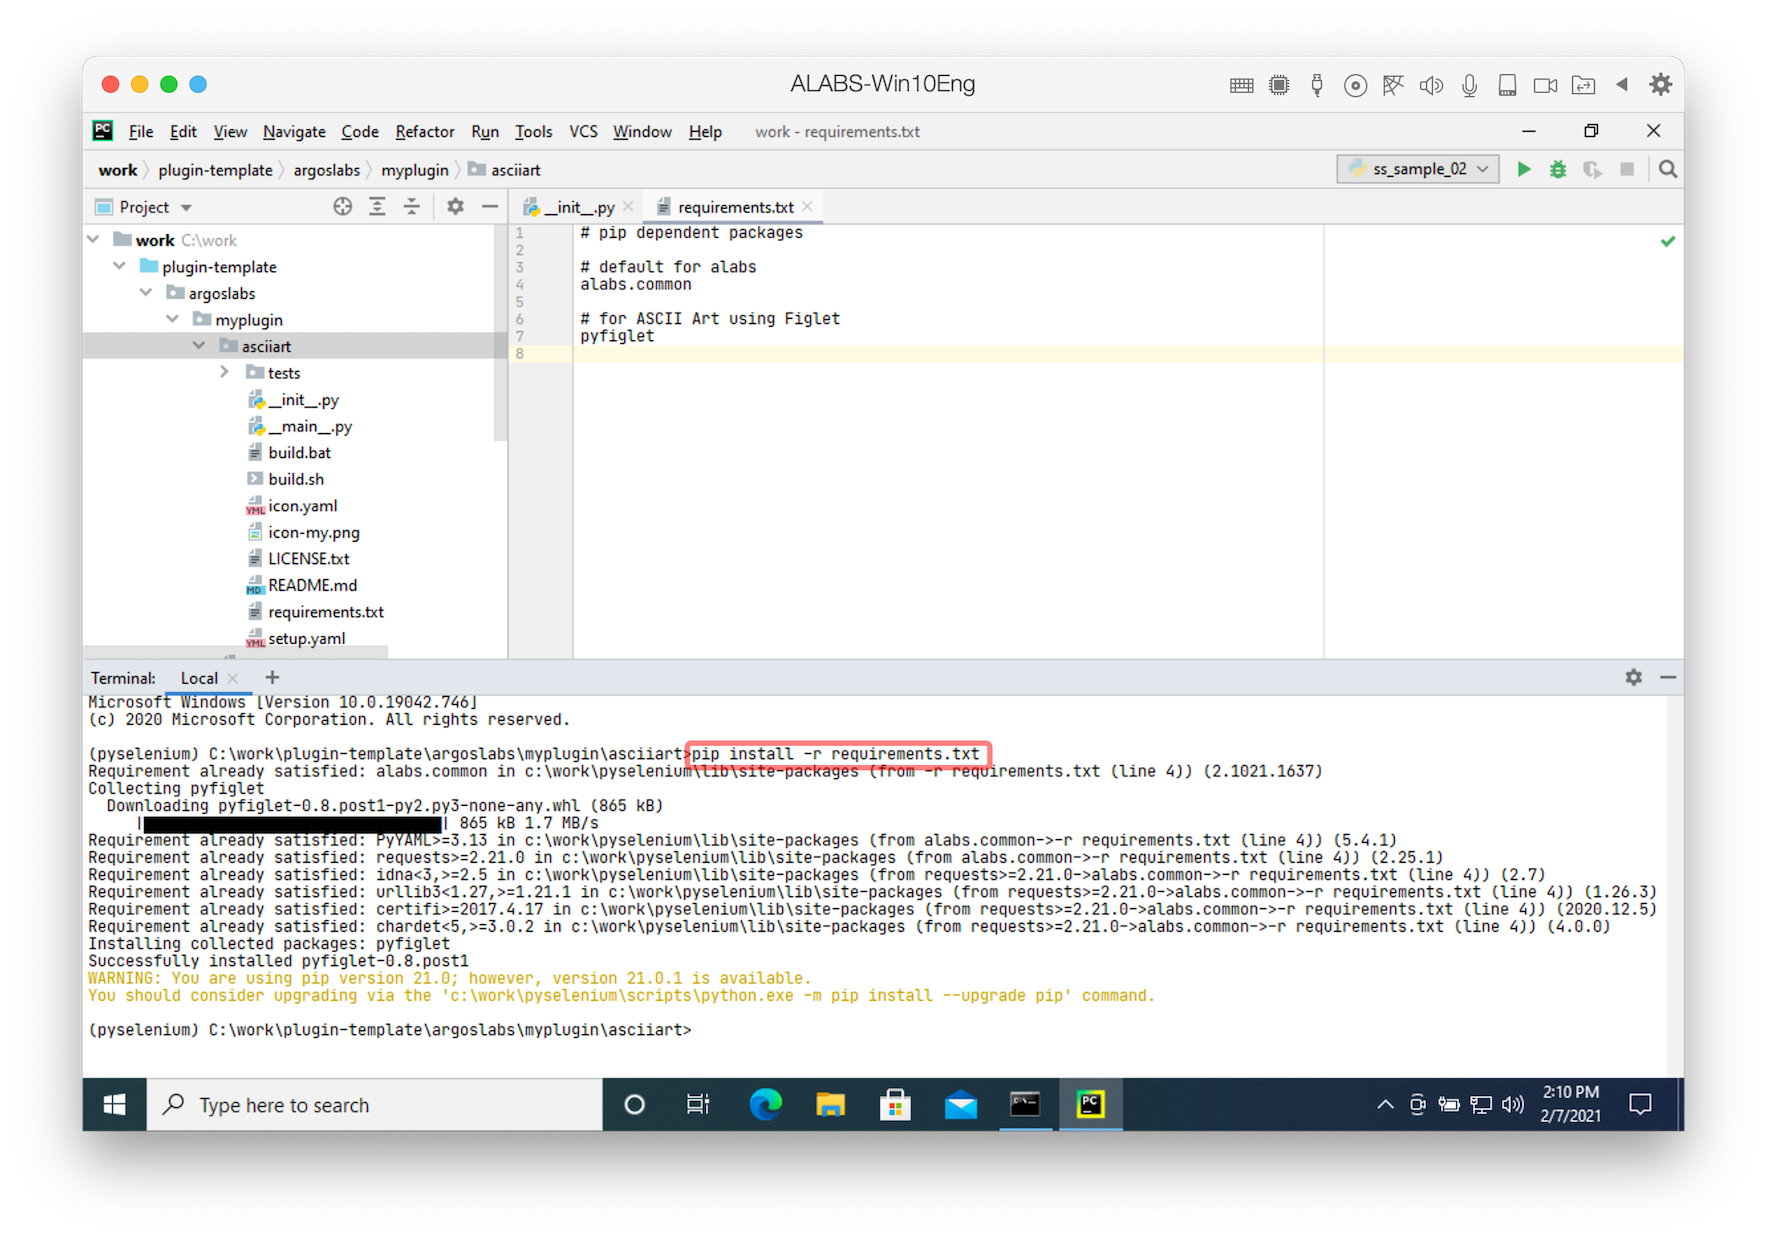 ALABS-Win10Eng
PC File Edit View Navigate Code Refactor Run Tools VCS Window Help work - requirements.txt
work plugin-template argoslabs myplugin asciiart ss_sample_02
Project __init__.py requirements.txt
work C:\work
plugin-template
argoslabs
myplugin
asciiart
tests
__init__.py
__main__.py
build.bat
build.sh
YML icon.yaml
icon-my.png
LICENSE.txt
MD README.md
requirements.txt
YML setup.yaml
1 # pip dependent packages
2
3 # default for alabs
4 alabs.common
5
6 # for ASCII Art using Figlet
7 pyfiglet
8
Terminal: Local +
Microsoft Windows [Version 10.0.19042.746]
(c) 2020 Microsoft Corporation. All rights reserved.
(pyselenium) C:\work\plugin-template\argoslabs\myplugin\asciiart>pip install -r requirements.txt
Requirement already satisfied: alabs.common in c:\work\pyselenium\lib\site-packages (from -r requirements.txt (line 4)) (2.1021.1637)
Collecting pyfiglet
Downloading pyfiglet-0.8.post1-py2.py3-none-any.whl (865 kB)
| | 865 kB 1.7 MB/s
Requirement already satisfied: PyYAML>=3.13 in c:\work\pyselenium\lib\site-packages (from alabs.common->-r requirements.txt (line 4)) (5.4.1)
Requirement already satisfied: requests>=2.21.0 in c:\work\pyselenium\lib\site-packages (from alabs.common->-r requirements.txt (line 4)) (2.25.1)
Requirement already satisfied: idna<3,>=2.5 in c:\work\pyselenium\lib\site-packages (from requests>=2.21.0->alabs.common->-r requirements.txt (line 4)) (2.7)
Requirement already satisfied: urllib3<1.27,>=1.21.1 in c:\work\pyselenium\lib\site-packages (from requests>=2.21.0->alabs.common->-r requirements.txt (line 4)) (1.26.3)
Requirement already satisfied: certifi>=2017.4.17 in c:\work\pyselenium\lib\site-packages (from requests>=2.21.0->alabs.common->-r requirements.txt (line 4)) (2020.12.5)
Requirement already satisfied: chardet<5,>=3.0.2 in c:\work\pyselenium\lib\site-packages (from requests>=2.21.0->alabs.common->-r requirements.txt (line 4)) (4.0.0)
Installing collected packages: pyfiglet
Successfully installed pyfiglet-0.8.post1
WARNING: You are using pip version 21.0; however, version 21.0.1 is available.
You should consider upgrading via the 'c:\work\pyselenium\scripts\python.exe -m pip install --upgrade pip' command.
(pyselenium) C:\work\plugin-template\argoslabs\myplugin\asciiart>
Type here to search
PC
2:10 PM
2/7/2021